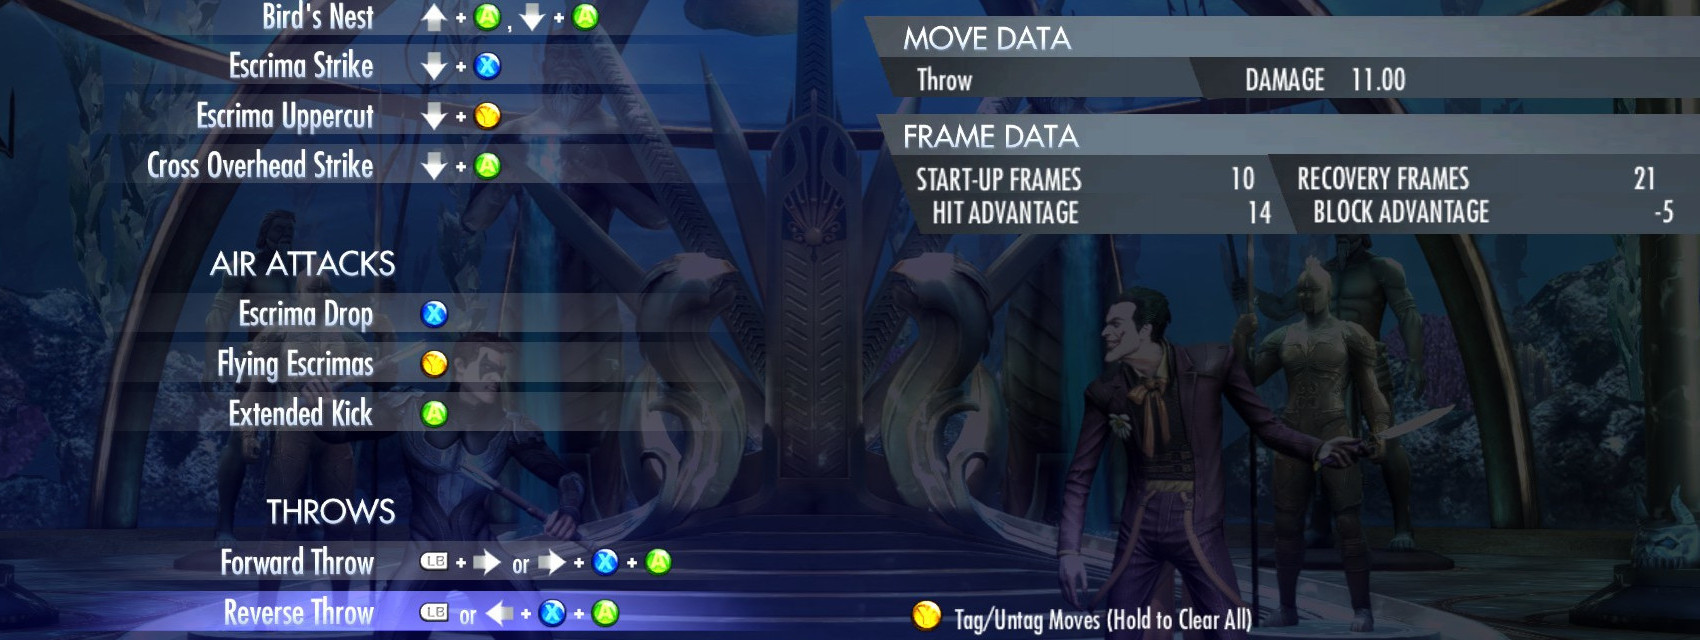 Bird's Nest + A , + A
Escrima Strike + X
Escrima Uppercut + Y
Cross Overhead Strike + A
AIR ATTACKS
Escrima Drop X
Flying Escrimas Y
Extended Kick A
THROWS
Forward Throw LB + or + X + A
Reverse Throw LB or + X + A
MOVE DATA
Throw DAMAGE 11.00
FRAME DATA
START-UP FRAMES 10 RECOVERY FRAMES 21
HIT ADVANTAGE 14 BLOCK ADVANTAGE -5
Y Tag/Untag Moves (Hold to Clear All)